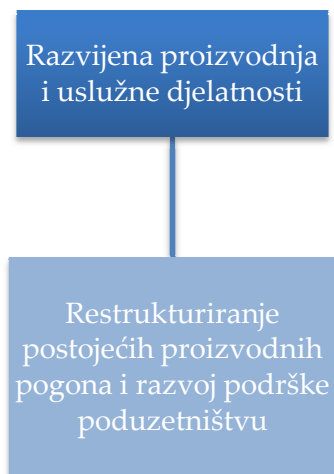 Razvijena proizvodnja
i uslužne djelatnosti
Restrukturiranje
postojećih proizvodnih
pogona i razvoj podrške
poduzetništvu